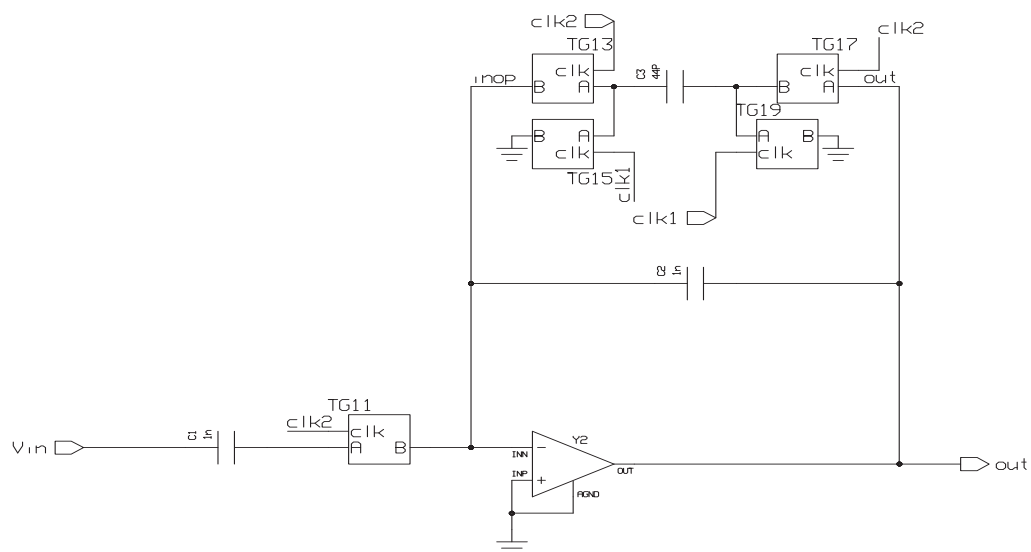 clk2
TG13
clk
B
A
inop
C3
44P
TG17
clk2
clk
B
A
out
B
A
clk
TG15
clk1
TG19
A
B
clk
clk1
C2
1n
TG11
clk2
clk
A
B
Vin
C1
1n
Y2
INN
-
INP
+
OUT
AGND
out